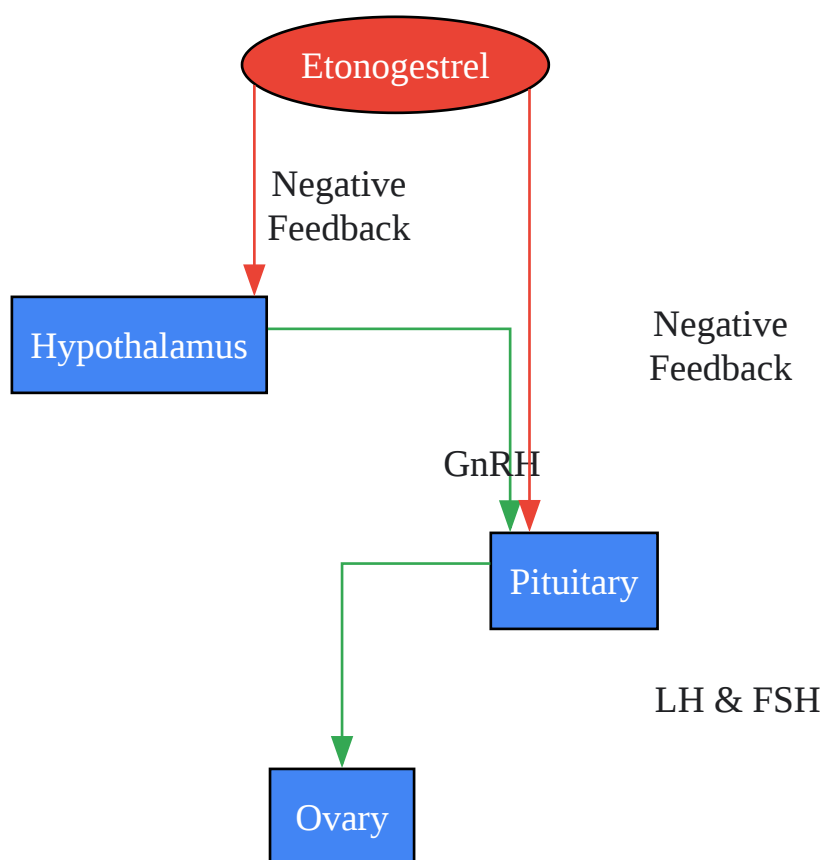 Etonogestrel
Negative
Feedback
Hypothalamus
Negative
Feedback
GnRH
Pituitary
LH & FSH
Ovary